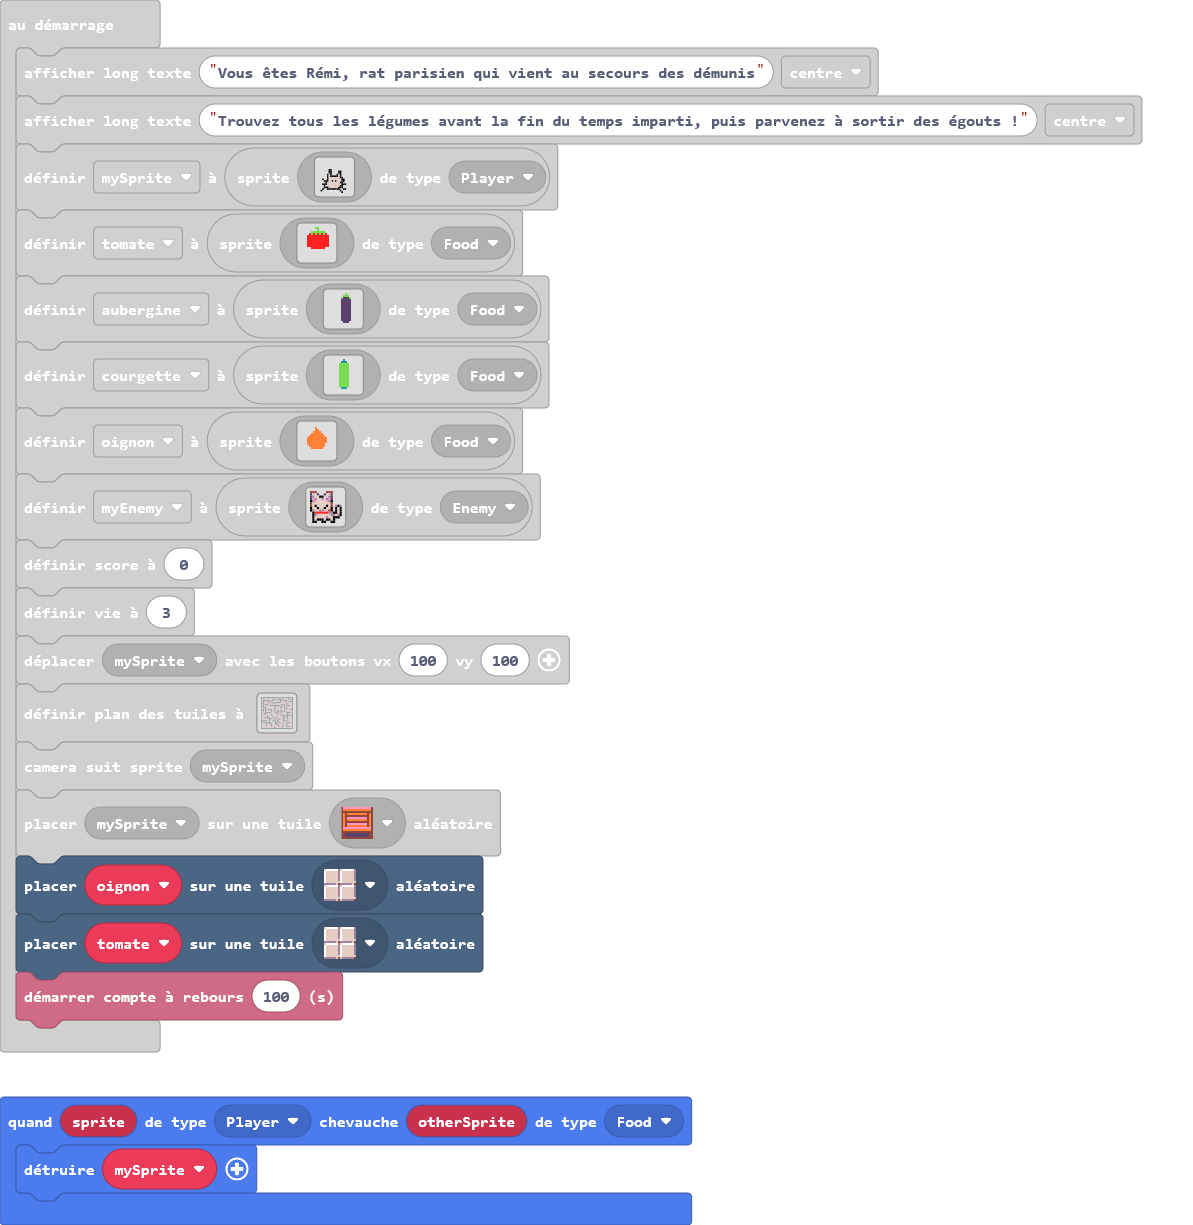 au démarrage
afficher long texte "Vous êtes Rémi, rat parisien qui vient au secours des démunis" centre
afficher long texte "Trouvez tous les légumes avant la fin du temps imparti, puis parvenez à sortir des égouts !" centre
définir mySprite à sprite de type Player
définir tomate à sprite de type Food
définir aubergine à sprite de type Food
définir courgette à sprite de type Food
définir oignon à sprite de type Food
définir myEnemy à sprite de type Enemy
définir score à 0
définir vie à 3
déplacer mySprite avec les boutons vx 100 vy 100
définir plan des tuiles à
camera suit sprite mySprite
placer mySprite sur une tuile aléatoire
placer oignon sur une tuile aléatoire
placer tomate sur une tuile aléatoire
démarrer compte à rebours 100 (s)
quand sprite de type Player chevauche otherSprite de type Food
détruire mySprite